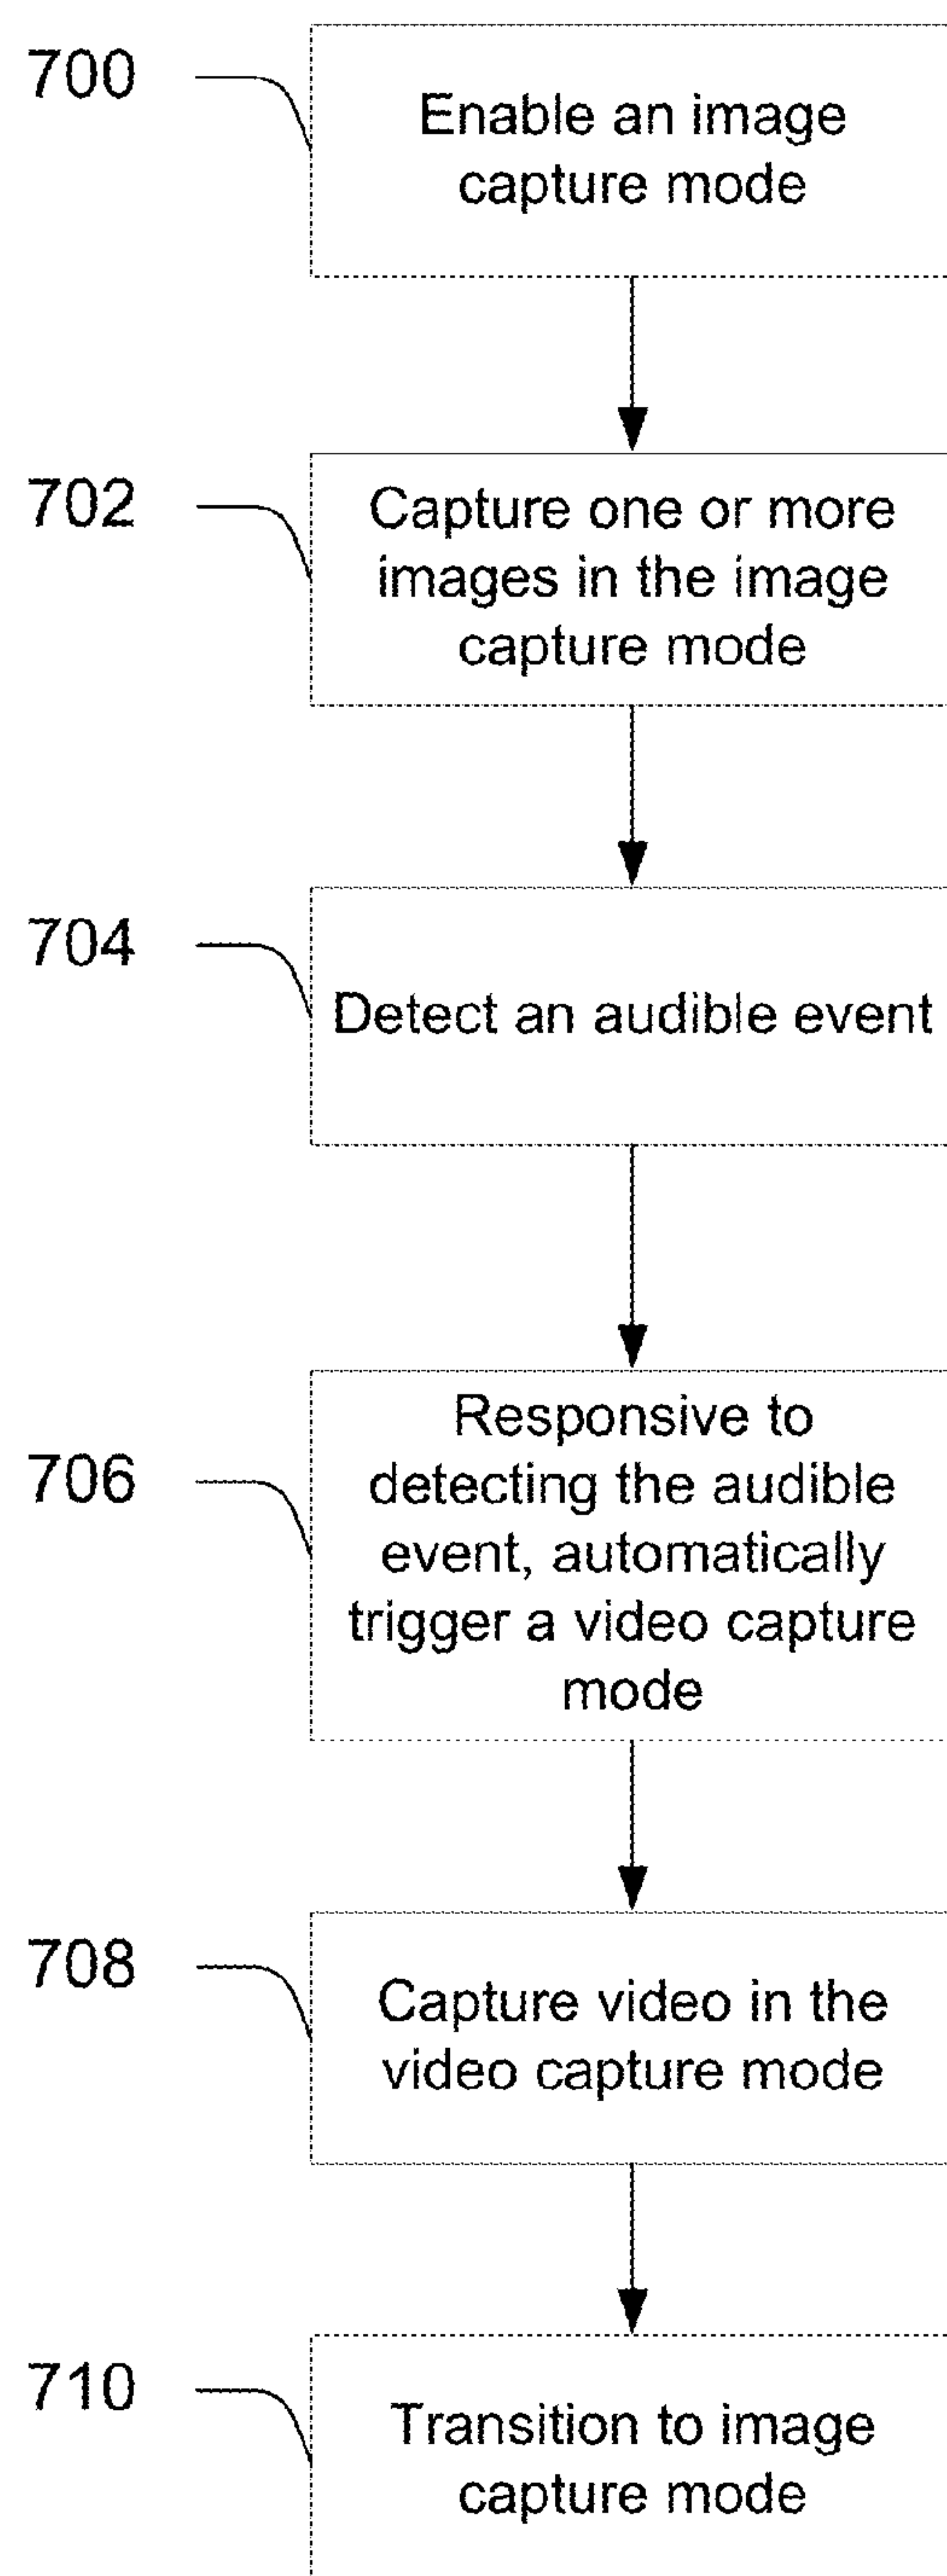 700
Enable an image
capture mode
702
Capture one or more
images in the image
capture mode
704
Detect an audible event
706
Responsive to
detecting the audible
event, automatically
trigger a video capture
mode
708
Capture video in the
video capture mode
710
Transition to image
capture mode